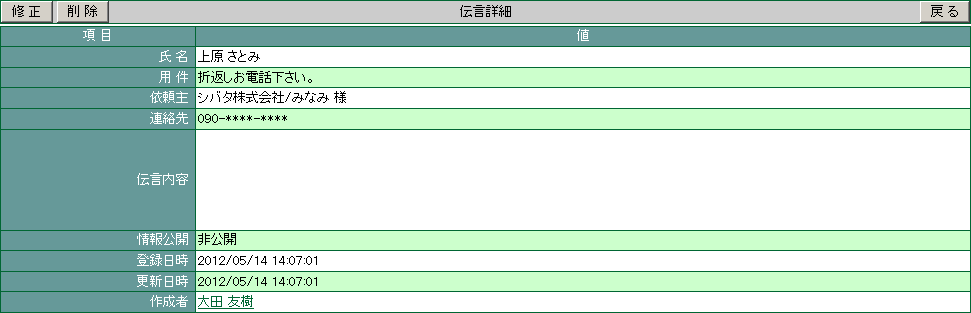 修正 削除 伝言詳細 戻る
項目 値
氏名 上原 さとみ
用件 折返しお電話下さい。
依頼主 シバタ株式会社/みなみ 様
連絡先 090-****-****
伝言内容
情報公開 非公開
登録日時 2012/05/14 14:07:01
更新日時 2012/05/14 14:07:01
作成者 大田 友樹